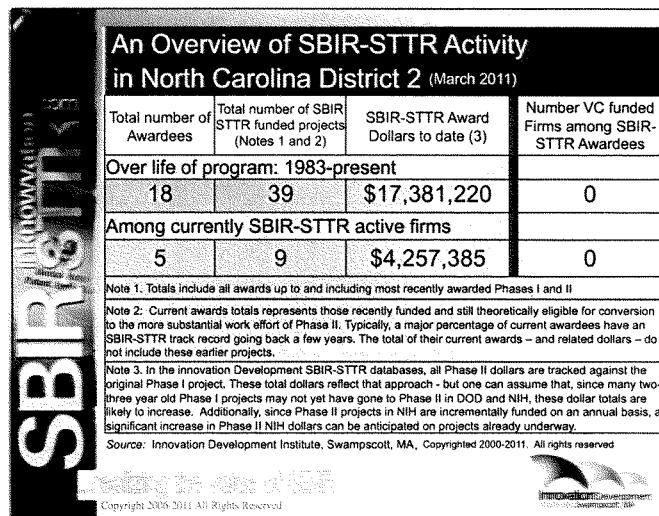 An Overview of SBIR-STTR Activity
in North Carolina District 2 (March 2011)
Total number of
Awardees
Total number of SBIR
STTR funded projects
(Notes 1 and 2)
SBIR-STTR Award
Dollars to date (3)
Number VC funded
Firms among SBIR-
STTR Awardees
Over life of program: 1983-present
18 39 $17,381,220 0
Among currently SBIR-STTR active firms
5 9 $4,257,385 0
Note 1. Totals include all awards up to and including most recently awarded Phases I and II
Note 2: Current awards totals represents those recently funded and still theoretically eligible for conversion
to the more substantial work effort of Phase II. Typically, a major percentage of current awardees have an
SBIR-STTR track record going back a few years. The total of their current awards – and related dollars – do
not include these earlier projects.
Note 3. In the innovation Development SBIR-STTR databases, all Phase II dollars are tracked against the
original Phase I project. These total dollars reflect that approach - but one can assume that, since many two-
three year old Phase I projects may not yet have gone to Phase II in DOD and NIH, these dollar totals are
likely to increase. Additionally, since Phase II projects in NIH are incrementally funded on an annual basis, a
significant increase in Phase II NIH dollars can be anticipated on projects already underway.
Source: Innovation Development Institute, Swampscott, MA, Copyrighted 2000-2011. All rights reserved
SBIR&STTR
Innovation Development
Swampscott, MA
Copyright 2006-2011 All Rights Reserved